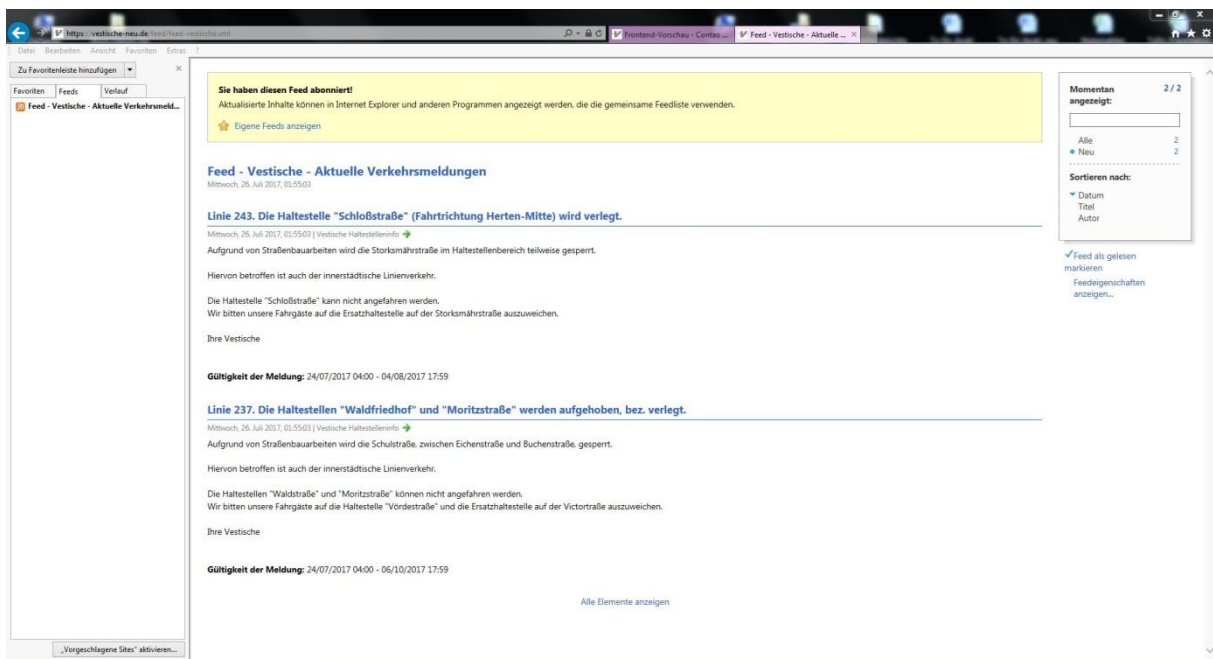 https://vestische-neu.de/feed/feed-vestische.xml
Frontend-Vorschau - Contao ...
Feed - Vestische - Aktuelle ...
Datei Bearbeiten Ansicht Favoriten Extras ?
Zu Favoritenleiste hinzufügen
Favoriten Feeds Verlauf
Feed - Vestische - Aktuelle Verkehrsmeld...
Sie haben diesen Feed abonniert!
Aktualisierte Inhalte können in Internet Explorer und anderen Programmen angezeigt werden, die die gemeinsame Feedliste verwenden.
Eigene Feeds anzeigen
Feed - Vestische - Aktuelle Verkehrsmeldungen
Mittwoch, 26. Juli 2017, 01:55:03
Linie 243. Die Haltestelle "Schloßstraße" (Fahrtrichtung Herten-Mitte) wird verlegt.
Mittwoch, 26. Juli 2017, 01:55:03 | Vestische Haltestelleninfo
Aufgrund von Straßenbauarbeiten wird die Storksmährstraße im Haltestellenbereich teilweise gesperrt.
Hiervon betroffen ist auch der innerstädtische Linienverkehr.
Die Haltestelle "Schloßstraße" kann nicht angefahren werden.
Wir bitten unsere Fahrgäste auf die Ersatzhaltestelle auf der Storksmährstraße auszuweichen.
Ihre Vestische
Gültigkeit der Meldung: 24/07/2017 04:00 - 04/08/2017 17:59
Linie 237. Die Haltestellen "Waldfriedhof" und "Moritzstraße" werden aufgehoben, bez. verlegt.
Mittwoch, 26. Juli 2017, 01:55:03 | Vestische Haltestelleninfo
Aufgrund von Straßenbauarbeiten wird die Schulstraße, zwischen Eichenstraße und Buchenstraße, gesperrt.
Hiervon betroffen ist auch der innerstädtische Linienverkehr.
Die Haltestellen "Waldstraße" und "Moritzstraße" können nicht angefahren werden.
Wir bitten unsere Fahrgäste auf die Haltestelle "Vördestraße" und die Ersatzhaltestelle auf der Victortraße auszuweichen.
Ihre Vestische
Gültigkeit der Meldung: 24/07/2017 04:00 - 06/10/2017 17:59
Alle Elemente anzeigen
Momentan angezeigt: 2 / 2
Alle 2
Neu 2
Sortieren nach:
Datum
Titel
Autor
Feed als gelesen
markieren
Feedeigenschaften
anzeigen...
„Vorgeschlagene Sites" aktivieren...